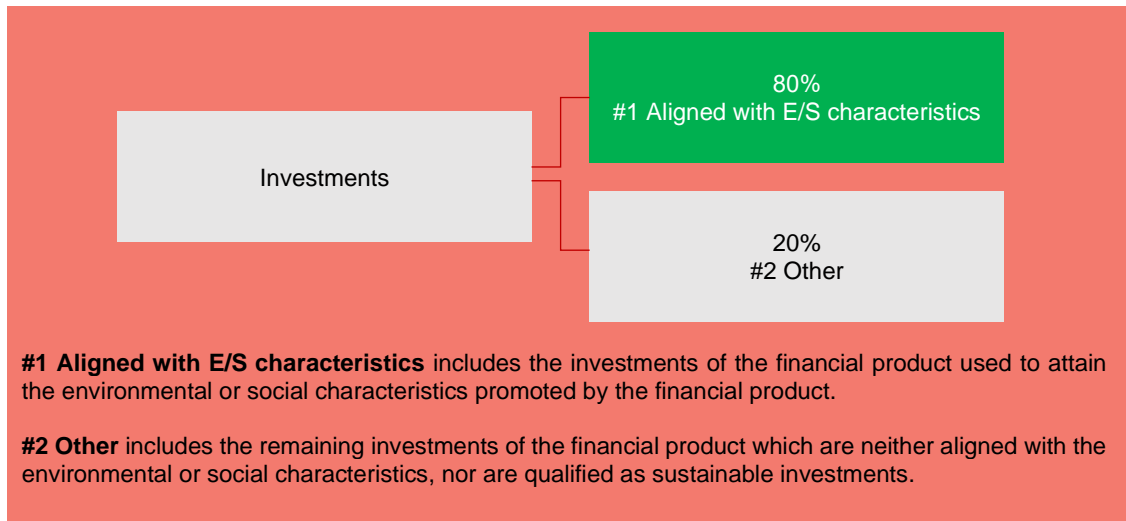 80%
#1 Aligned with E/S characteristics
Investments
20%
#2 Other
#1 Aligned with E/S characteristics includes the investments of the financial product used to attain
the environmental or social characteristics promoted by the financial product.
#2 Other includes the remaining investments of the financial product which are neither aligned with the
environmental or social characteristics, nor are qualified as sustainable investments.